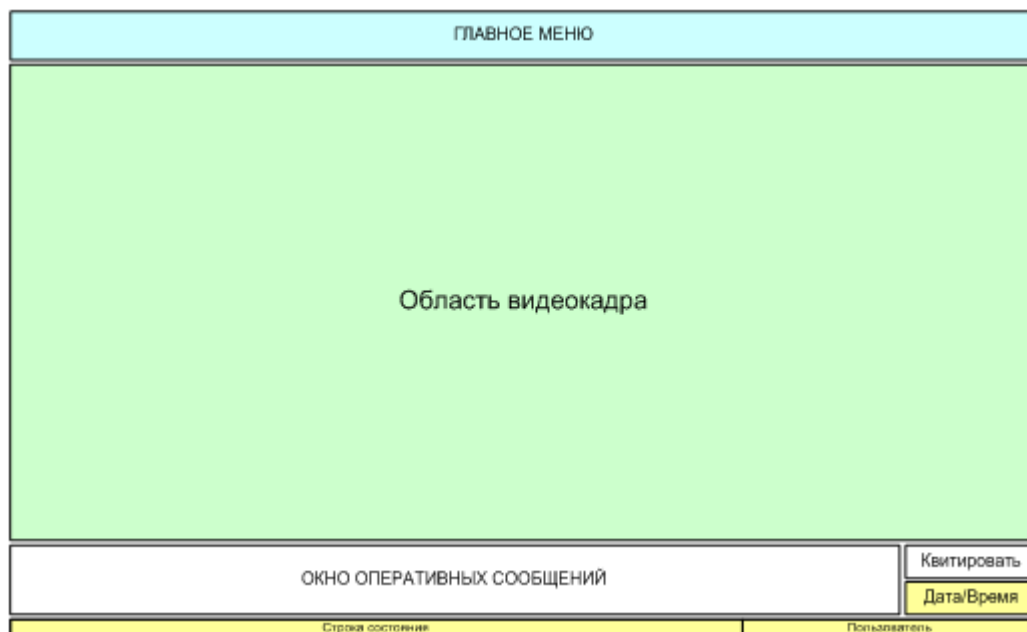 ГЛАВНОЕ МЕНЮ
Область видеокадра
ОКНО ОПЕРАТИВНЫХ СООБЩЕНИЙ
Квитировать
Дата/Время
Строка состояния
Пользователь